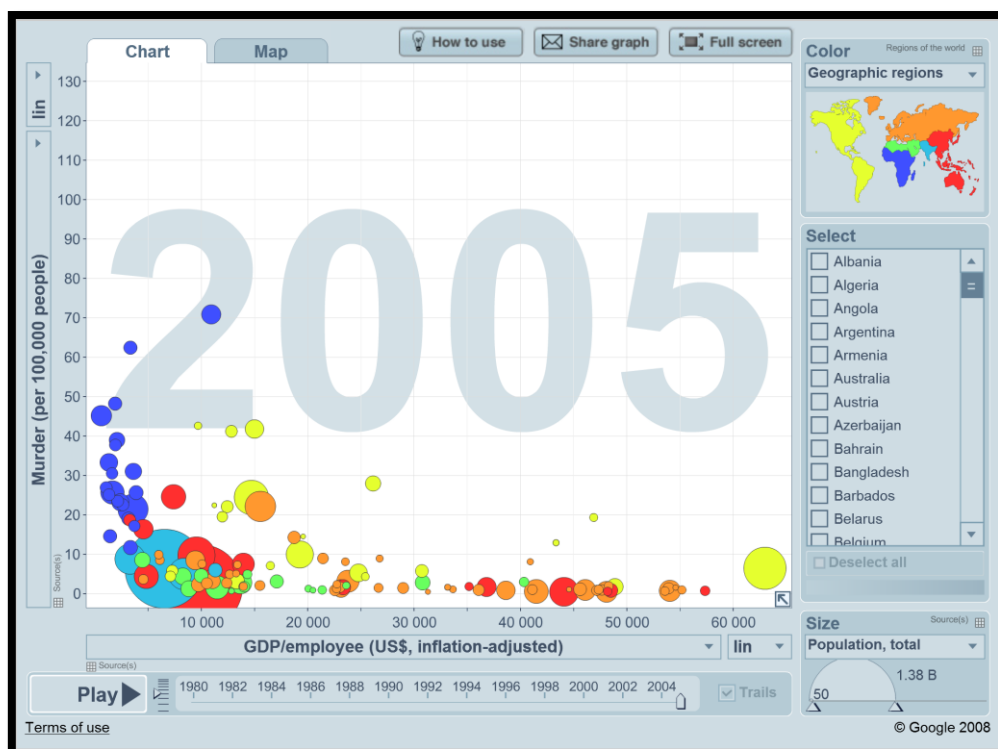 Chart
Map
How to use
Share graph
Full screen
Color
Regions of the world
Geographic regions
lin
Murder (per 100,000 people)
Source(s)
130
120
110
100
90
80
70
60
50
40
30
20
10
0
2005
10 000
20 000
30 000
40 000
50 000
60 000
GDP/employee (US$, inflation-adjusted)
lin
Source(s)
Select
Albania
Algeria
Angola
Argentina
Armenia
Australia
Austria
Azerbaijan
Bahrain
Bangladesh
Barbados
Belarus
Belgium
Deselect all
Size
Source(s)
Population, total
1.38 B
50
Play
1980 1982 1984 1986 1988 1990 1992 1994 1996 1998 2000 2002 2004
Trails
Terms of use
© Google 2008